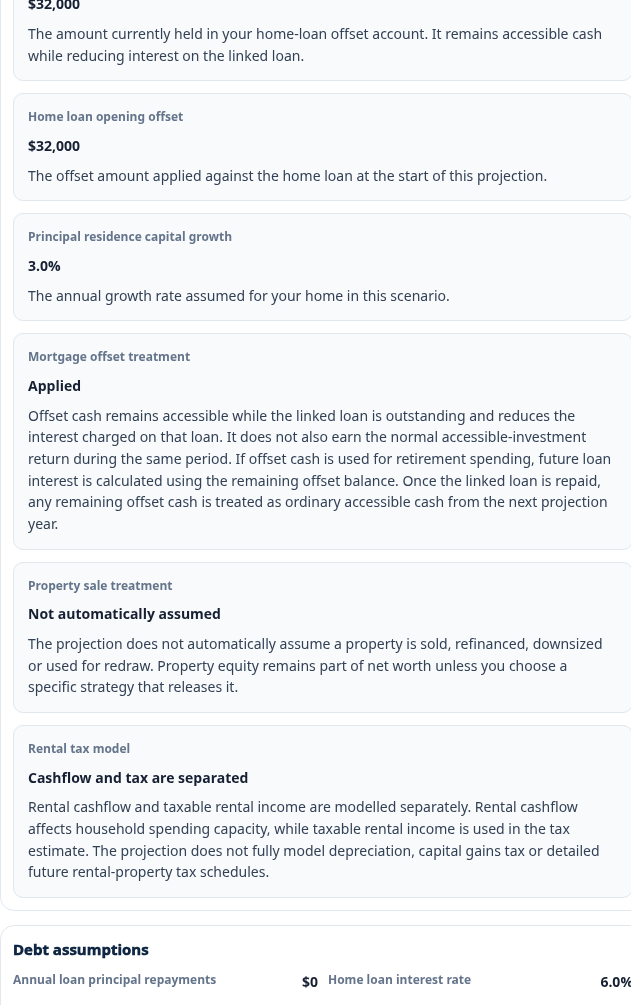 $32,000
The amount currently held in your home-loan offset account. It remains accessible cash
while reducing interest on the linked loan.
Home loan opening offset
$32,000
The offset amount applied against the home loan at the start of this projection.
Principal residence capital growth
3.0%
The annual growth rate assumed for your home in this scenario.
Mortgage offset treatment
Applied
Offset cash remains accessible while the linked loan is outstanding and reduces the
interest charged on that loan. It does not also earn the normal accessible-investment
return during the same period. If offset cash is used for retirement spending, future loan
interest is calculated using the remaining offset balance. Once the linked loan is repaid,
any remaining offset cash is treated as ordinary accessible cash from the next projection
year.
Property sale treatment
Not automatically assumed
The projection does not automatically assume a property is sold, refinanced, downsized
or used for redraw. Property equity remains part of net worth unless you choose a
specific strategy that releases it.
Rental tax model
Cashflow and tax are separated
Rental cashflow and taxable rental income are modelled separately. Rental cashflow
affects household spending capacity, while taxable rental income is used in the tax
estimate. The projection does not fully model depreciation, capital gains tax or detailed
future rental-property tax schedules.
Debt assumptions
Annual loan principal repayments $0 Home loan interest rate 6.0%